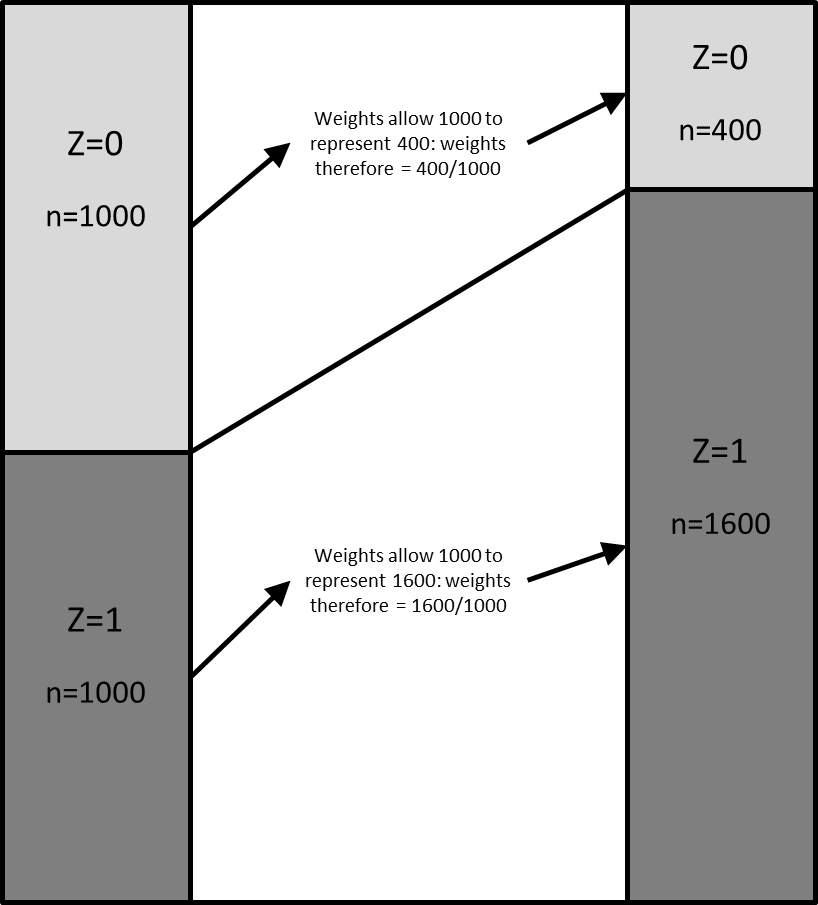 Z=0
n=1000
Weights allow 1000 to
represent 400: weights
therefore = 400/1000
Z=0
n=400
Z=1
n=1000
Weights allow 1000 to
represent 1600: weights
therefore = 1600/1000
Z=1
n=1600